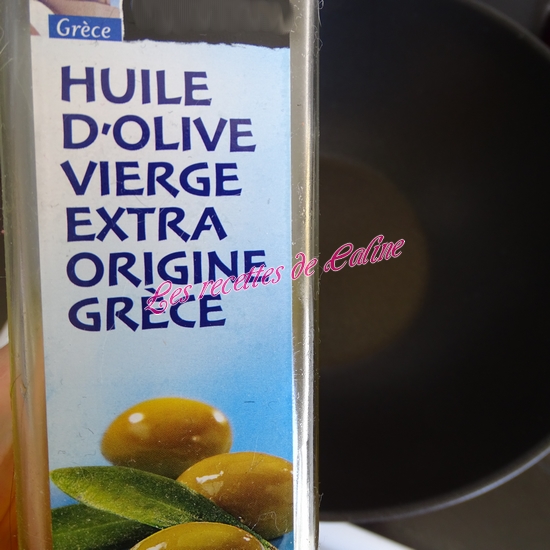 Grèce
HUILE
D'OLIVE
VIERGE
EXTRA
ORIGINE
GRÈCE
Les recettes de Caline